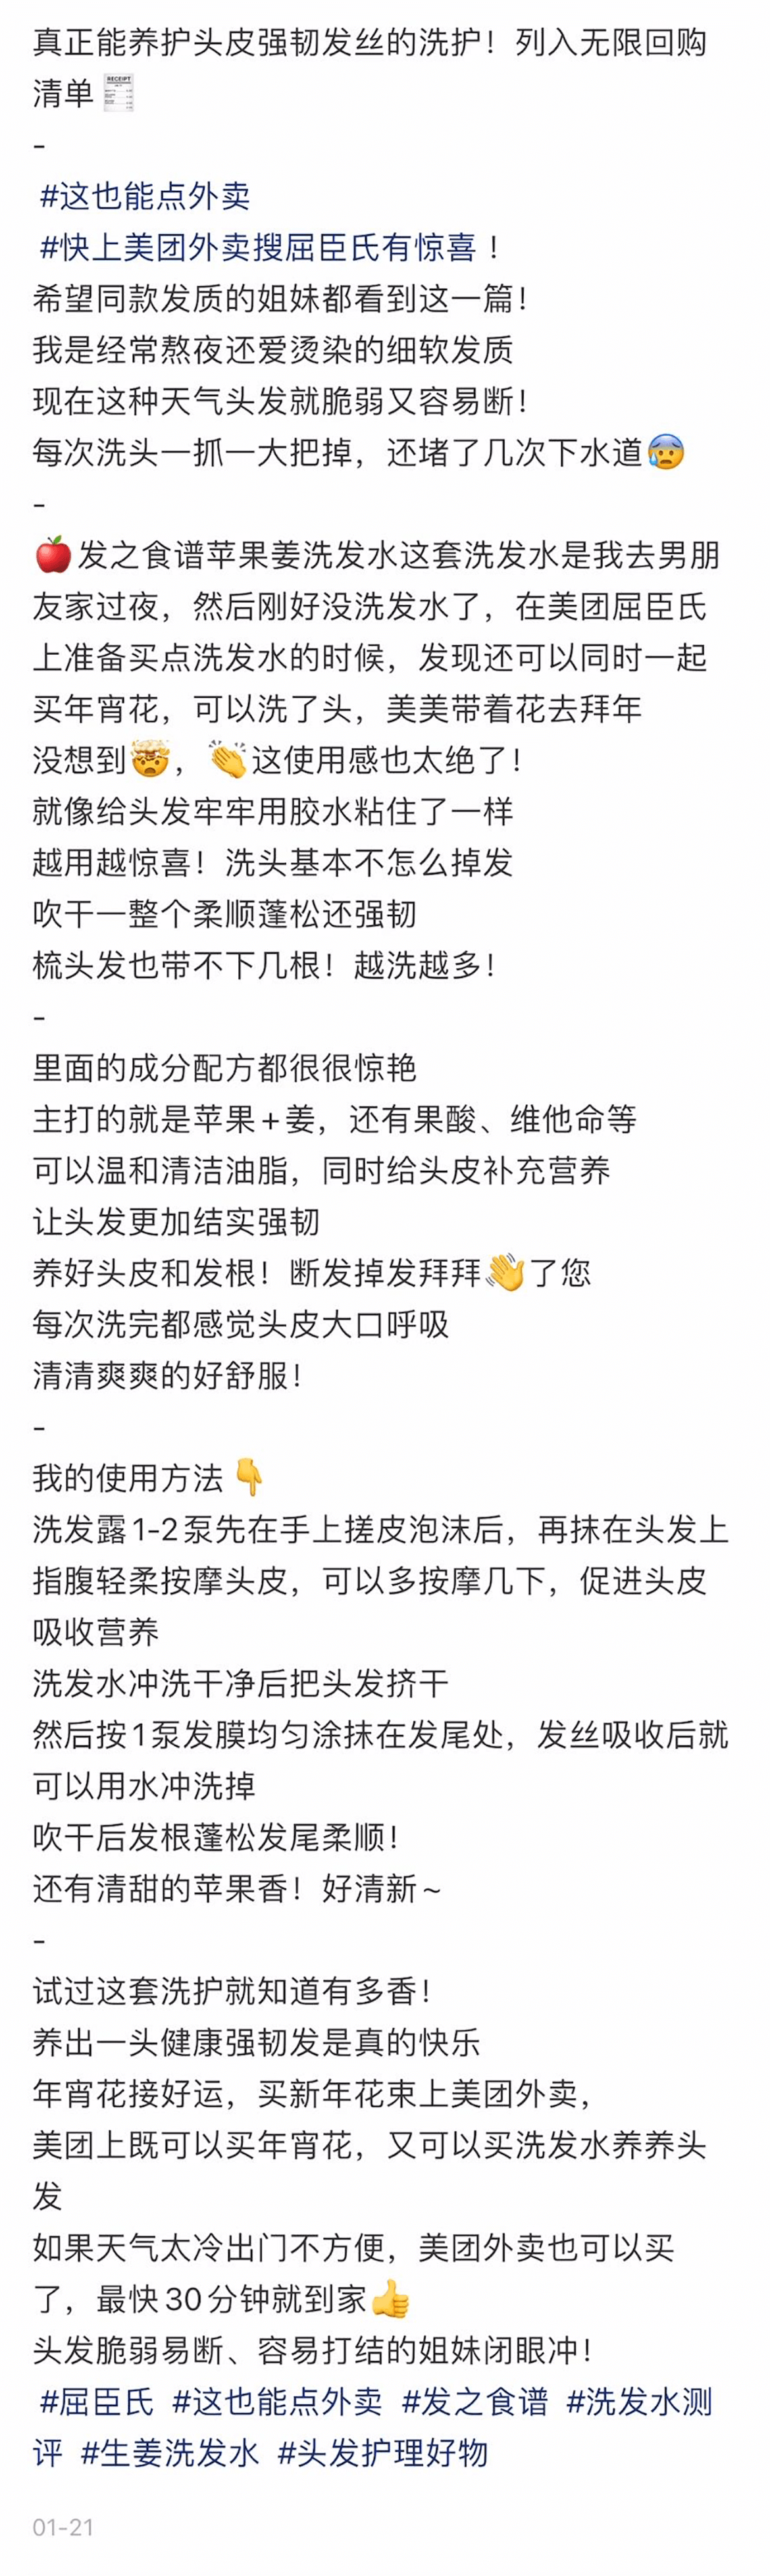 真正能养护头皮强韧发丝的洗护！列入无限回购
清单🧾
-
#这也能点外卖
#快上美团外卖搜屈臣氏有惊喜！
希望同款发质的姐妹都看到这一篇！
我是经常熬夜还爱烫染的细软发质
现在这种天气头发就脆弱又容易断！
每次洗头一抓一大把掉，还堵了几次下水道😰
-
🍎发之食谱苹果姜洗发水这套洗发水是我去男朋
友家过夜，然后刚好没洗发水了，在美团屈臣氏
上准备买点洗发水的时候，发现还可以同时一起
买年宵花，可以洗了头，美美带着花去拜年
没想到🤯，👏这使用感也太绝了！
就像给头发牢牢用胶水粘住了一样
越用越惊喜！洗头基本不怎么掉发
吹干一整个柔顺蓬松还强韧
梳头发也带不下几根！越洗越多！
-
里面的成分配方都很很惊艳
主打的就是苹果+姜，还有果酸、维他命等
可以温和清洁油脂，同时给头皮补充营养
让头发更加结实强韧
养好头皮和发根！断发掉发拜拜👋了您
每次洗完都感觉头皮大口呼吸
清清爽爽的好舒服！
-
我的使用方法👇
洗发露1-2泵先在手上搓皮泡沫后，再抹在头发上
指腹轻柔按摩头皮，可以多按摩几下，促进头皮
吸收营养
洗发水冲洗干净后把头发挤干
然后按1泵发膜均匀涂抹在发尾处，发丝吸收后就
可以用水冲洗掉
吹干后发根蓬松发尾柔顺！
还有清甜的苹果香！好清新~
-
试过这套洗护就知道有多香！
养出一头健康强韧发是真的快乐
年宵花接好运，买新年花束上美团外卖，
美团上既可以买年宵花，又可以买洗发水养养头
发
如果天气太冷出门不方便，美团外卖也可以买
了，最快30分钟就到家👍
头发脆弱易断、容易打结的姐妹闭眼冲！
#屈臣氏 #这也能点外卖 #发之食谱 #洗发水测
评 #生姜洗发水 #头发护理好物
01-21